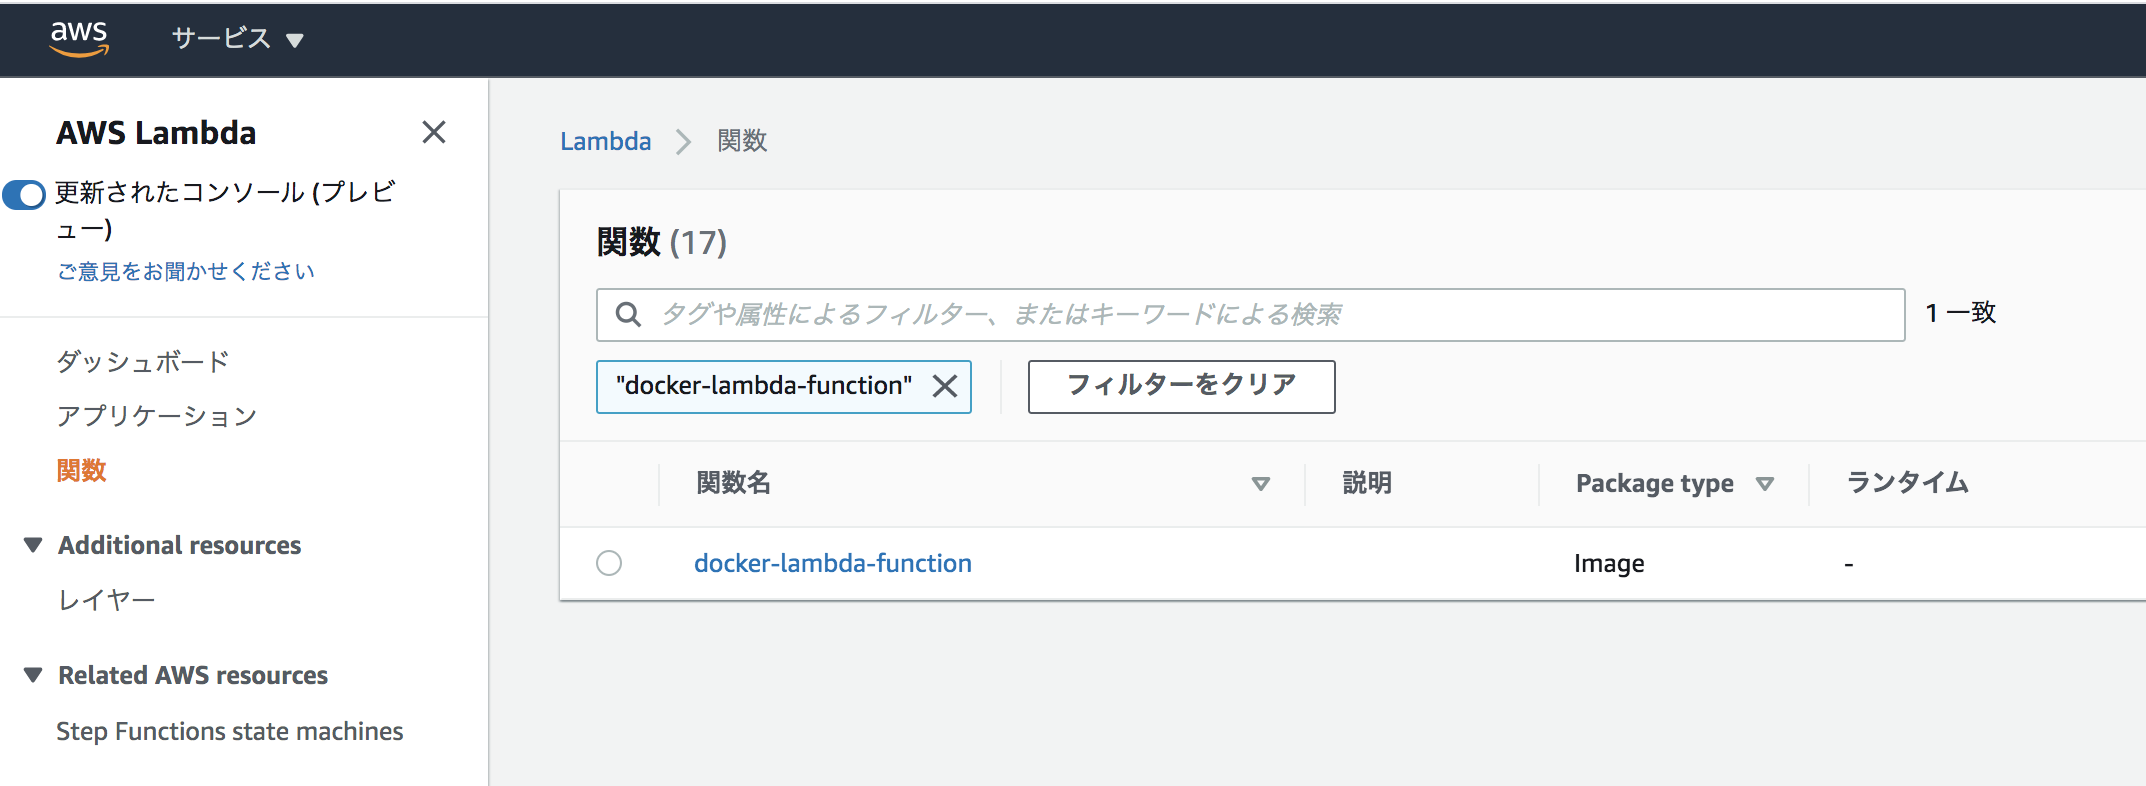 aws サービス
AWS Lambda
更新されたコンソール (プレビ
ュー)
ご意見をお聞かせください
ダッシュボード
アプリケーション
関数
Additional resources
レイヤー
Related AWS resources
Step Functions state machines
Lambda 関数
関数 (17)
タグや属性によるフィルター、またはキーワードによる検索 1 一致
"docker-lambda-function" フィルターをクリア
関数名 説明 Package type ランタイム
docker-lambda-function Image -